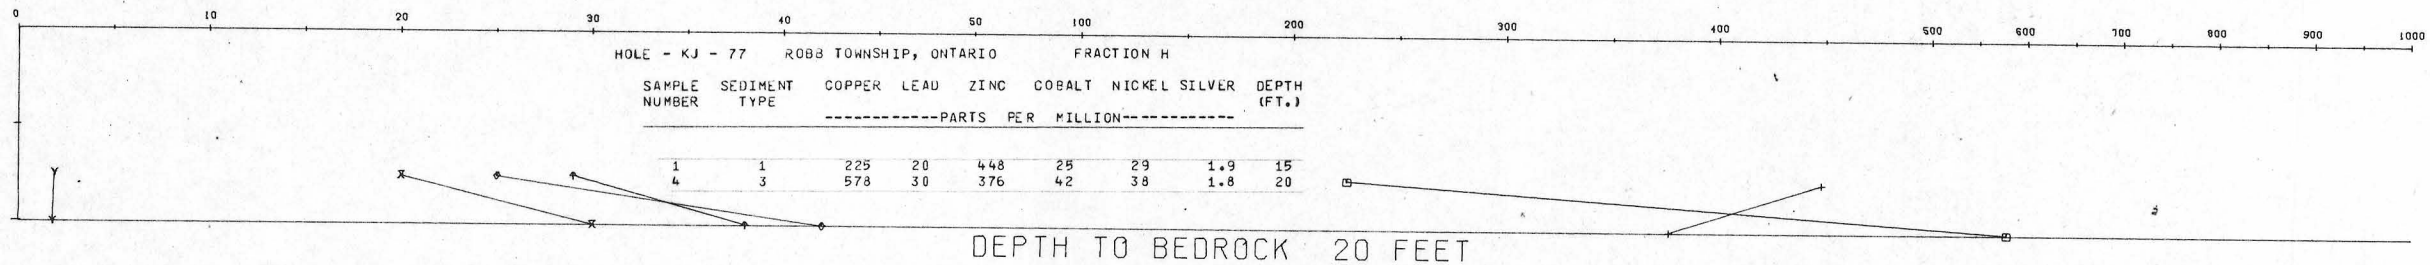 0 10 20 30 40 50 100 200 300 400 500 600 700 800 900 1000
HOLE - KJ - 77 ROBB TOWNSHIP, ONTARIO FRACTION H
SAMPLE SEDIMENT COPPER LEAD ZINC COBALT NICKEL SILVER DEPTH
NUMBER TYPE (FT.)
------------PARTS PER MILLION------------
1 1 225 20 448 25 29 1.9 15
4 3 578 30 376 42 38 1.8 20
DEPTH TO BEDROCK 20 FEET